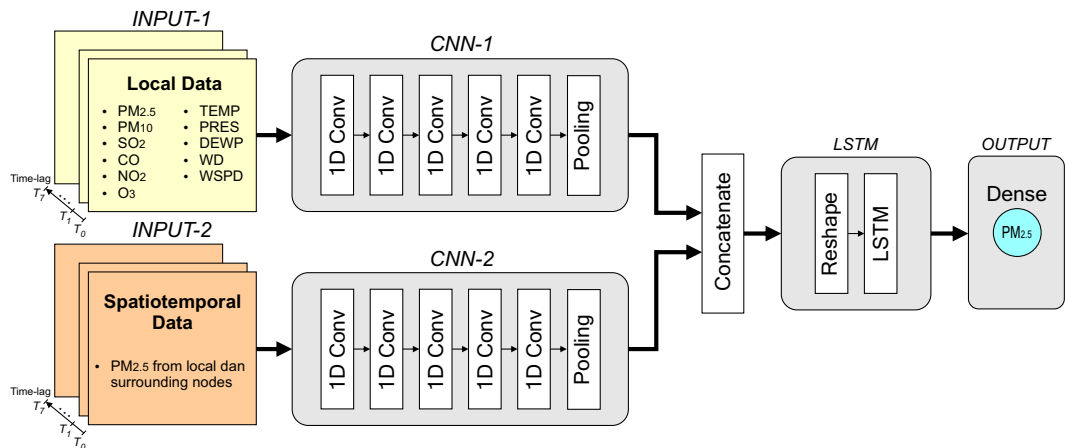 INPUT-1
Local Data
• PM2.5
• PM10
• SO2
• CO
• NO2
• O3
• TEMP
• PRES
• DEWP
• WD
• WSPD
Time-lag
T7
...
T1
T0
CNN-1
1D Conv
1D Conv
1D Conv
1D Conv
1D Conv
Pooling
INPUT-2
Spatiotemporal
Data
• PM2.5 from local dan
surrounding nodes
Time-lag
T7
...
T1
T0
CNN-2
1D Conv
1D Conv
1D Conv
1D Conv
1D Conv
Pooling
Concatenate
LSTM
Reshape
LSTM
OUTPUT
Dense
PM2.5